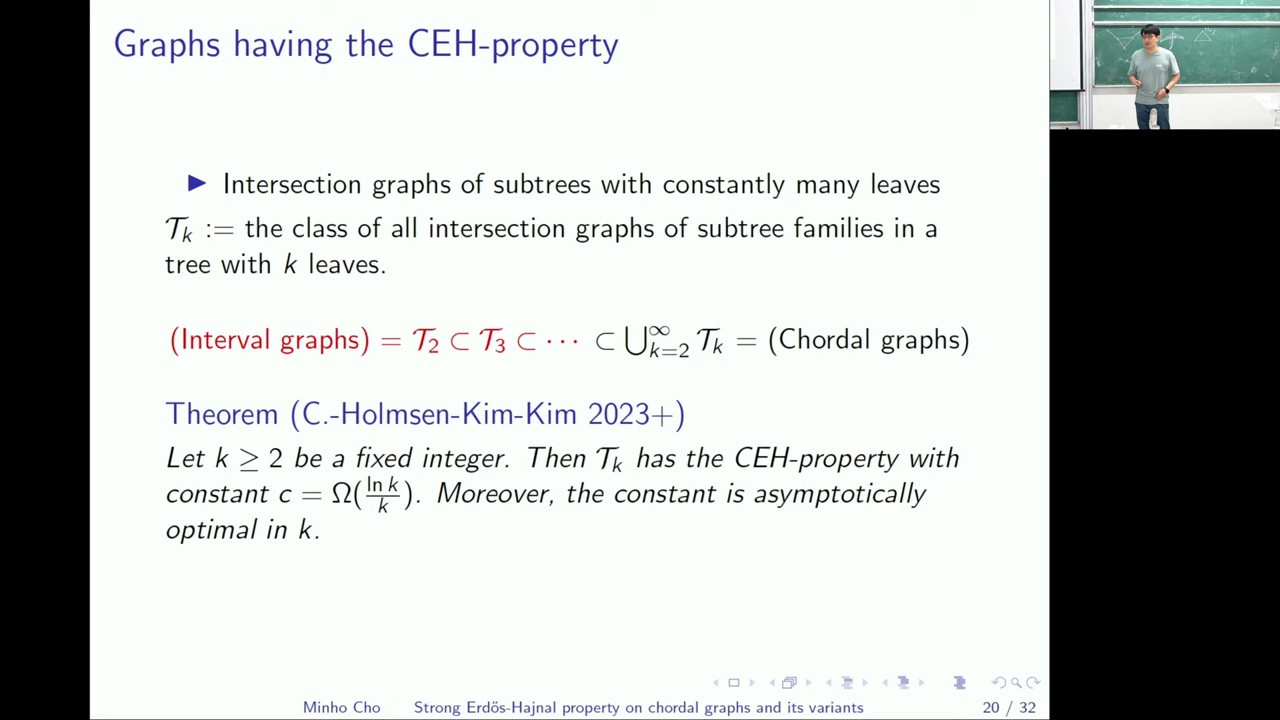 Graphs having the CEH-property
▶ Intersection graphs of subtrees with constantly many leaves
𝒯ₖ := the class of all intersection graphs of subtree families in a
tree with k leaves.
(Interval graphs) = 𝒯₂ ⊂ 𝒯₃ ⊂ ··· ⊂ ⋃_{k=2}^{∞} 𝒯ₖ = (Chordal graphs)
Theorem (C.-Holmsen-Kim-Kim 2023+)
Let k ≥ 2 be a fixed integer. Then 𝒯ₖ has the CEH-property with
constant c = Ω(ln k/k). Moreover, the constant is asymptotically
optimal in k.
Minho Cho Strong Erdős-Hajnal property on chordal graphs and its variants 20 / 32